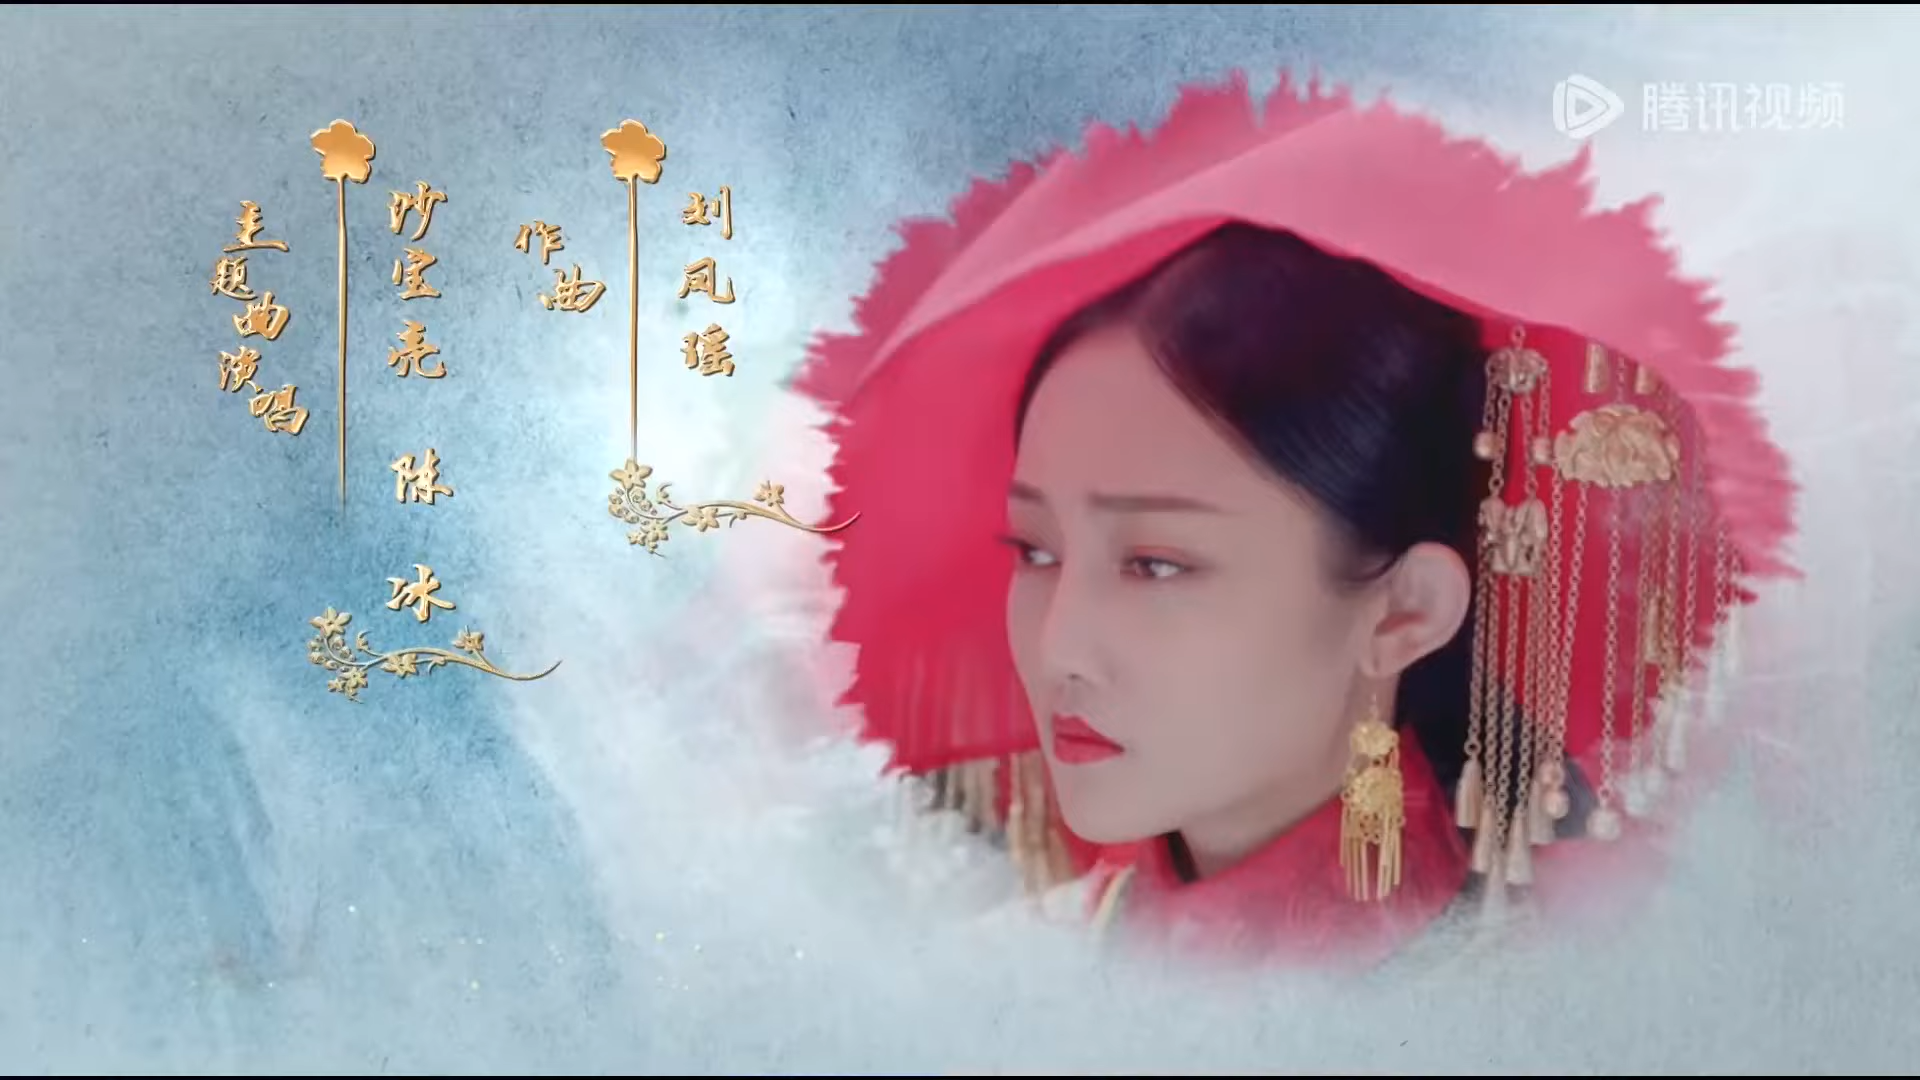 刘凤瑶
作曲
沙宝亮 陈冰
主题曲演唱
腾讯视频